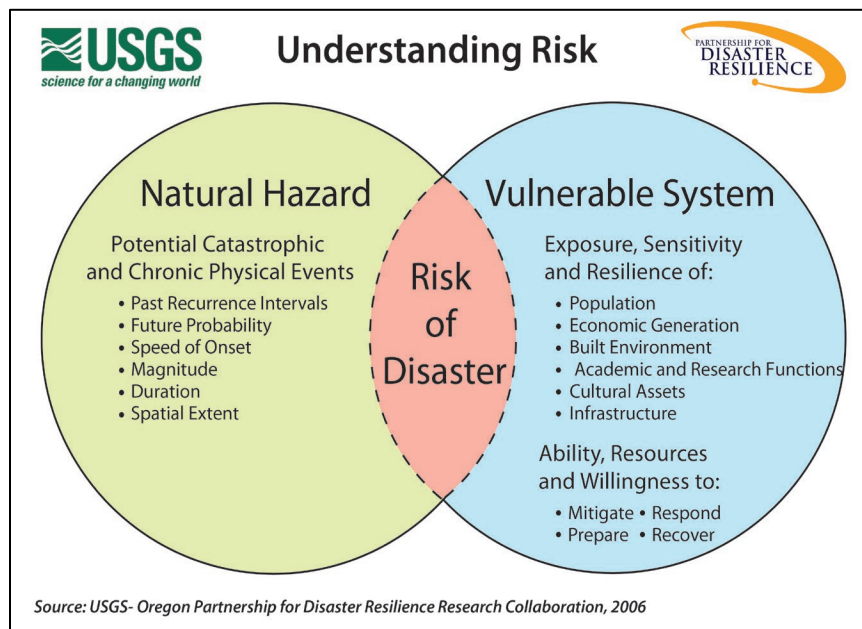 USGS
science for a changing world
Understanding Risk
PARTNERSHIP FOR
DISASTER
RESILIENCE
Natural Hazard
Potential Catastrophic
and Chronic Physical Events
• Past Recurrence Intervals
• Future Probability
• Speed of Onset
• Magnitude
• Duration
• Spatial Extent
Risk
of
Disaster
Vulnerable System
Exposure, Sensitivity
and Resilience of:
• Population
• Economic Generation
• Built Environment
• Academic and Research Functions
• Cultural Assets
• Infrastructure
Ability, Resources
and Willingness to:
• Mitigate • Respond
• Prepare • Recover
Source: USGS- Oregon Partnership for Disaster Resilience Research Collaboration, 2006